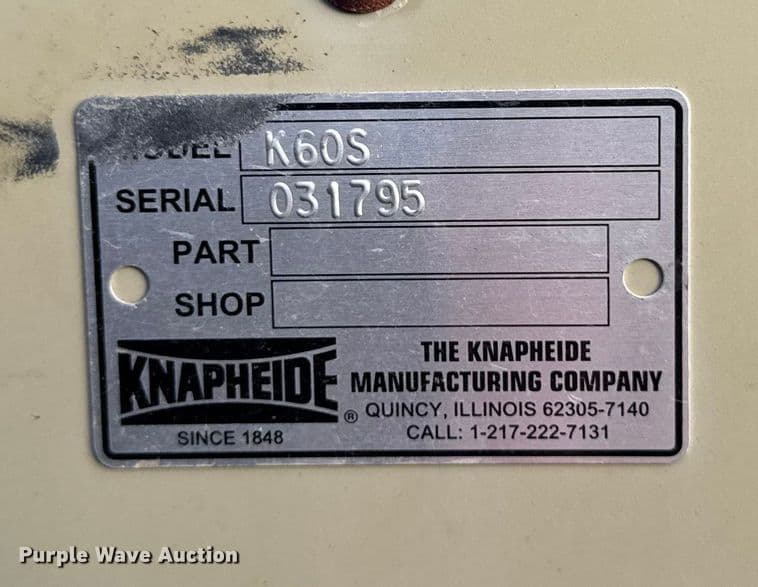 MODEL K60S
SERIAL 031795
PART
SHOP
KNAPHEIDE ®
SINCE 1848
THE KNAPHEIDE
MANUFACTURING COMPANY
QUINCY, ILLINOIS 62305-7140
CALL: 1-217-222-7131
Purple Wave Auction